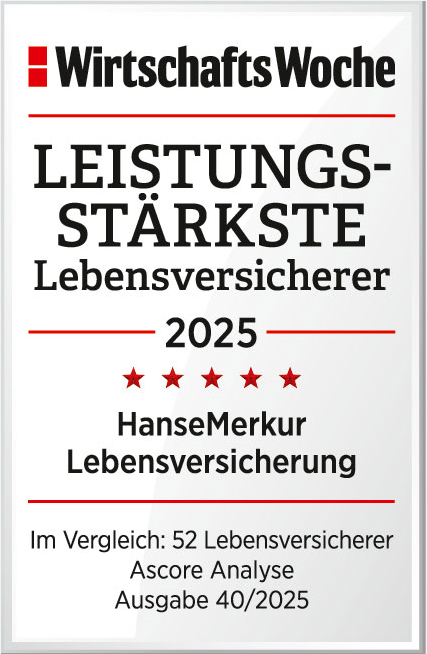 WirtschaftsWoche
LEISTUNGS-
STÄRKSTE
Lebensversicherer
2025
HanseMerkur
Lebensversicherung
Im Vergleich: 52 Lebensversicherer
Ascore Analyse
Ausgabe 40/2025